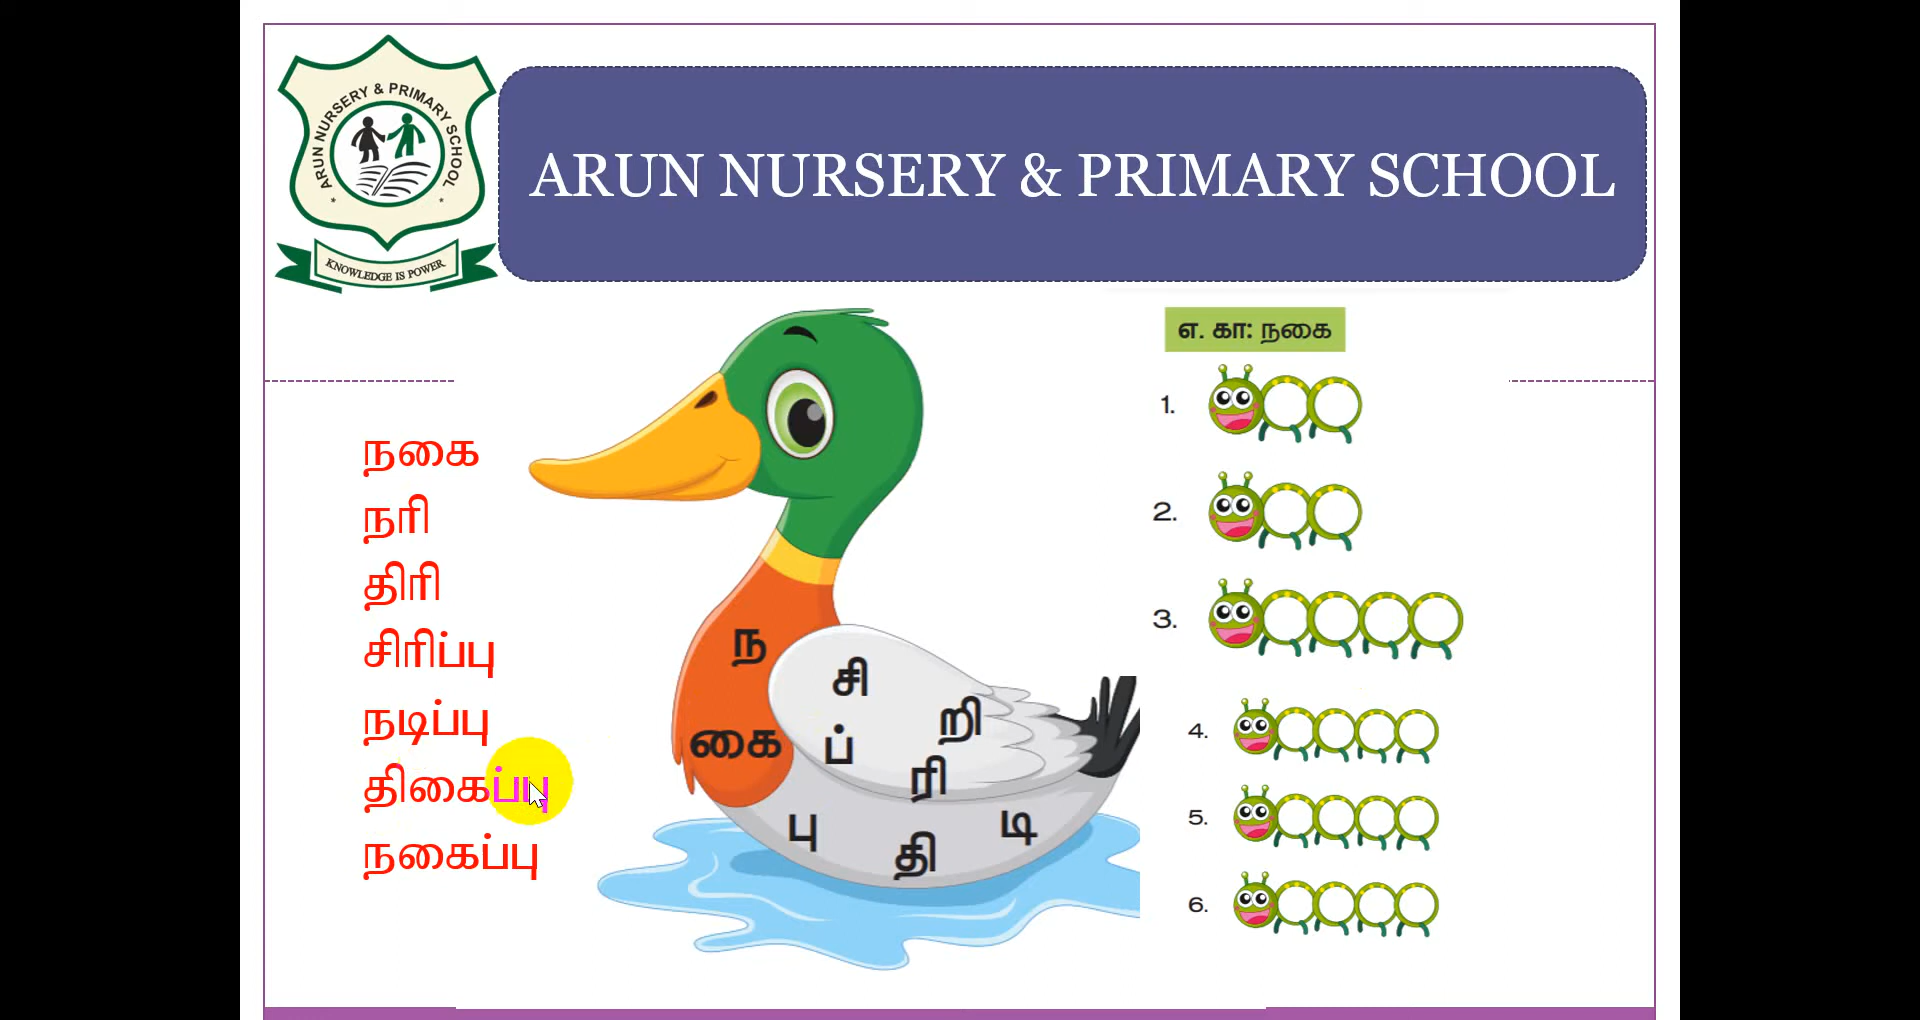 ARUN NURSERY & PRIMARY SCHOOL
KNOWLEDGE IS POWER
ARUN NURSERY & PRIMARY SCHOOL
எ. கா: நகை
நகை
நரி
திரி
சிரிப்பு
நடிப்பு
திகைப்பு
நகைப்பு
ந
சி
றி
கை
ப்
ரி
பு
தி
டி
1.
2.
3.
4.
5.
6.